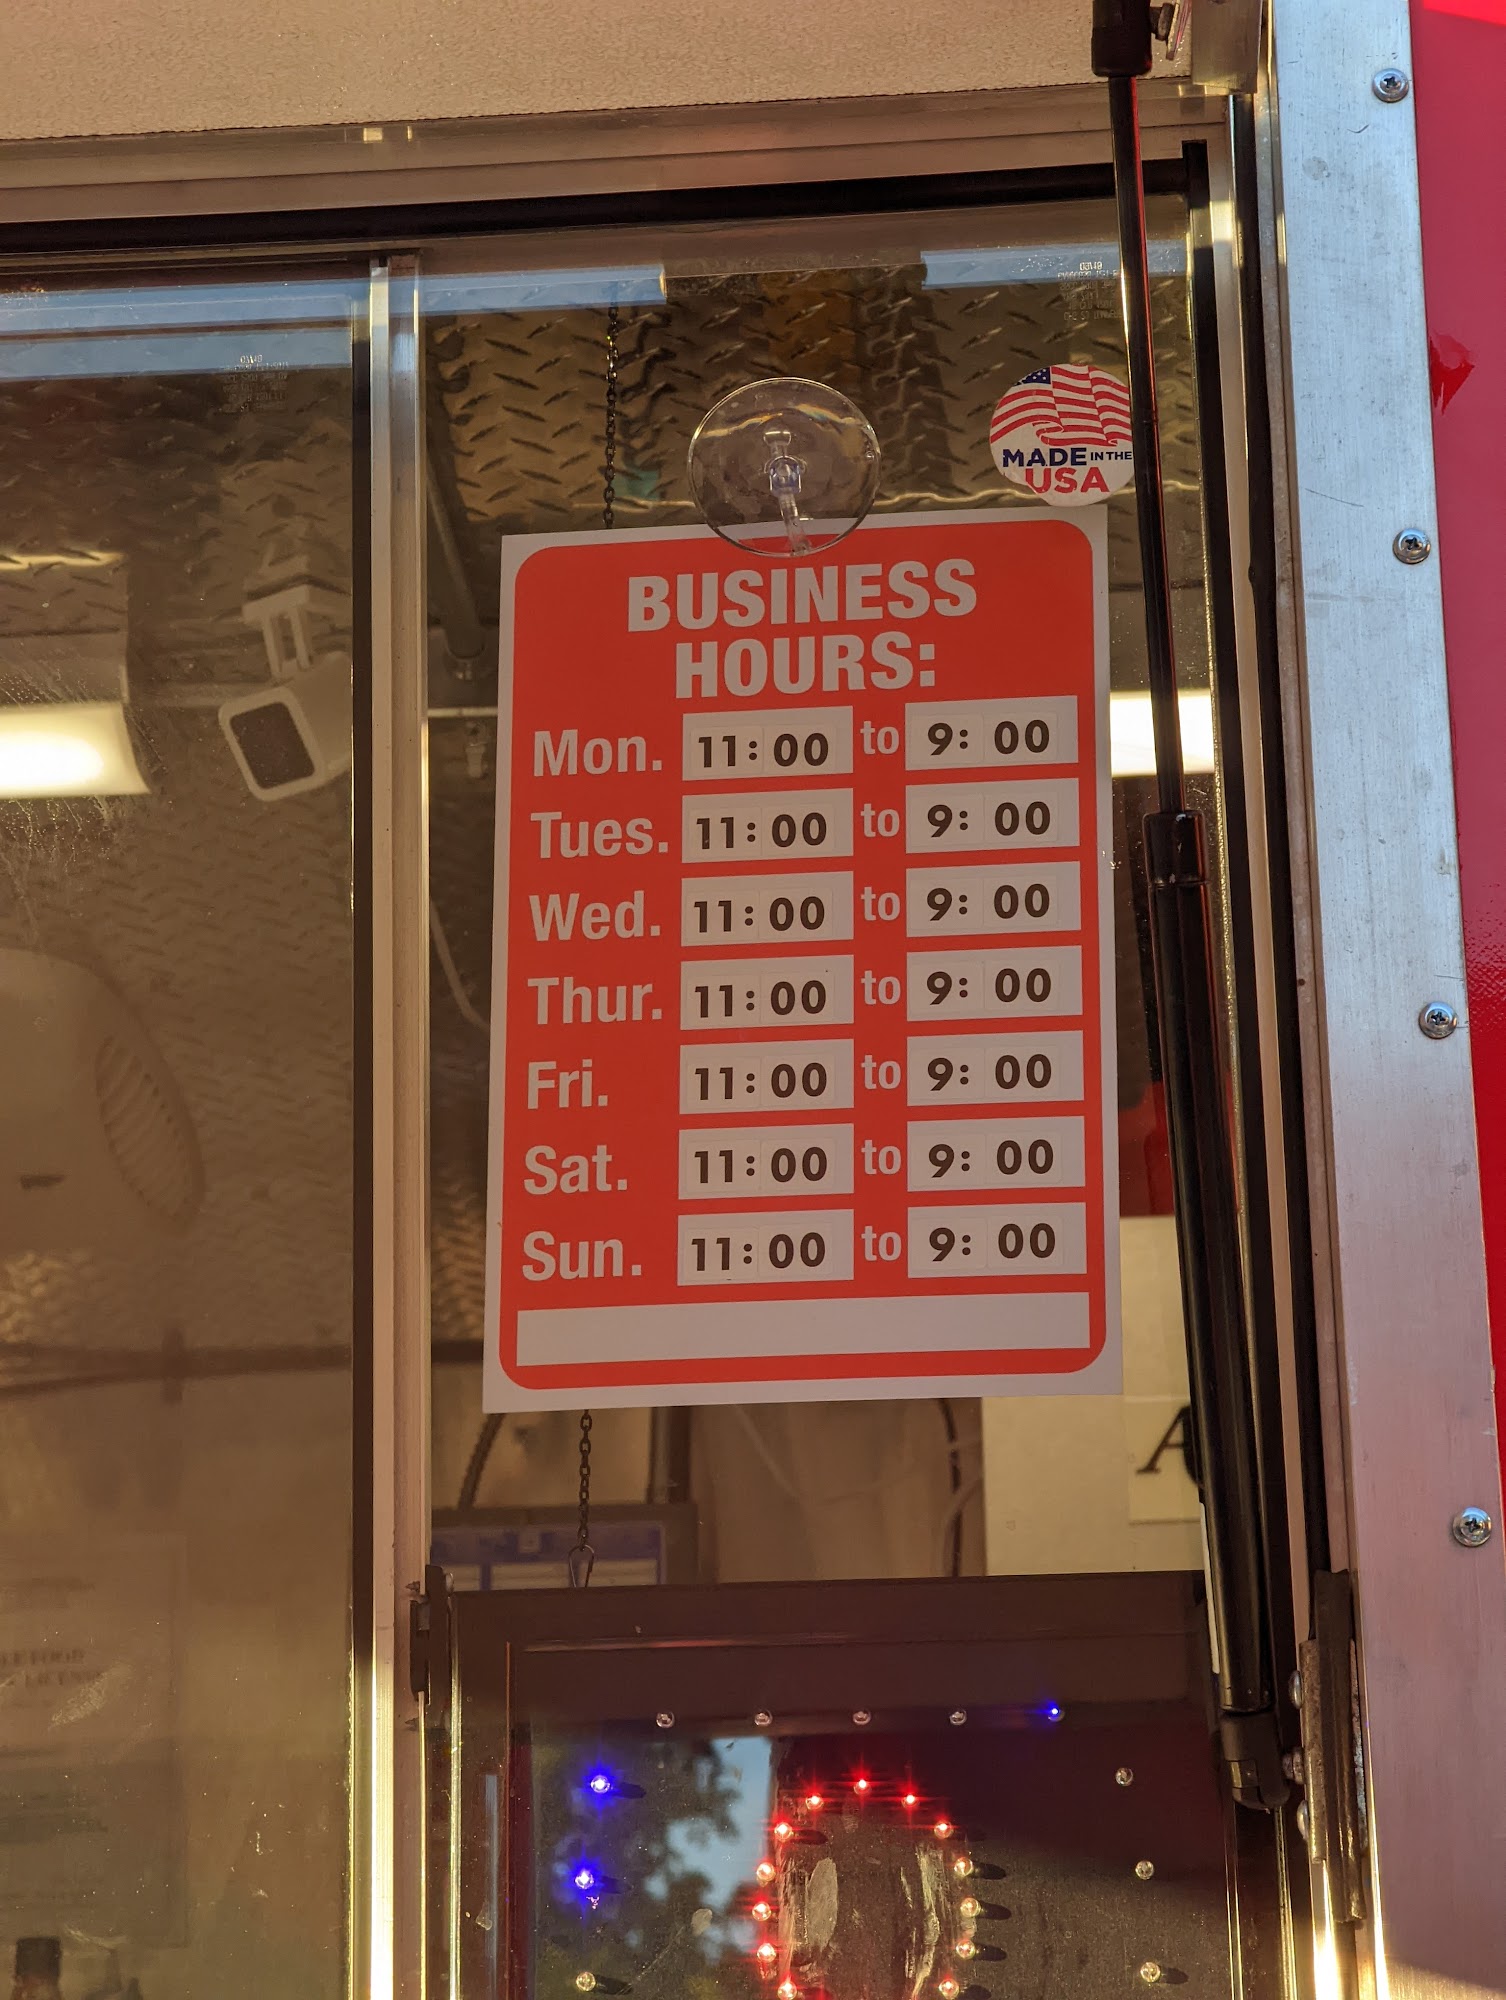 MADE IN THE
USA
BUSINESS
HOURS:
Mon. 11:00 to 9:00
Tues. 11:00 to 9:00
Wed. 11:00 to 9:00
Thur. 11:00 to 9:00
Fri. 11:00 to 9:00
Sat. 11:00 to 9:00
Sun. 11:00 to 9:00
A